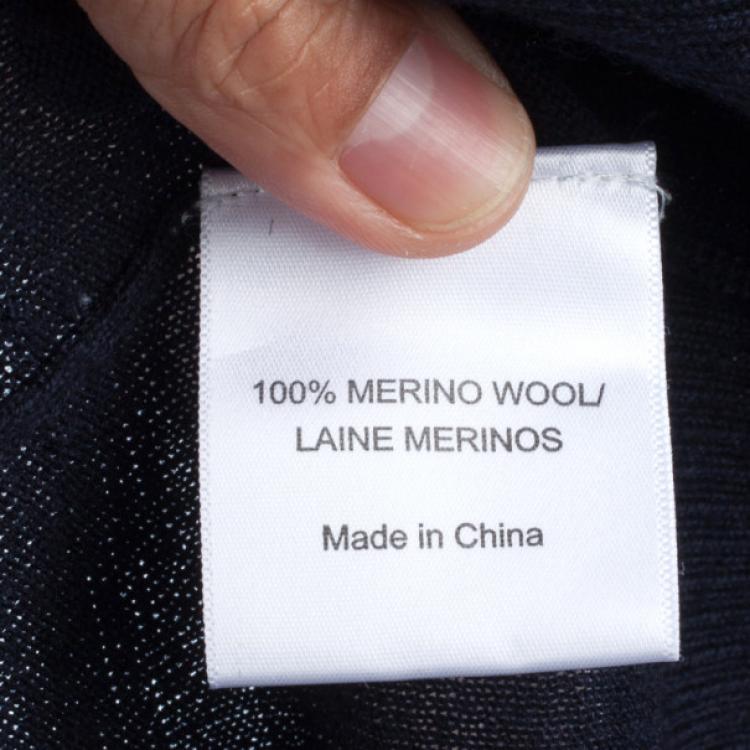 100% MERINO WOOL/
LAINE MERINOS
Made in China